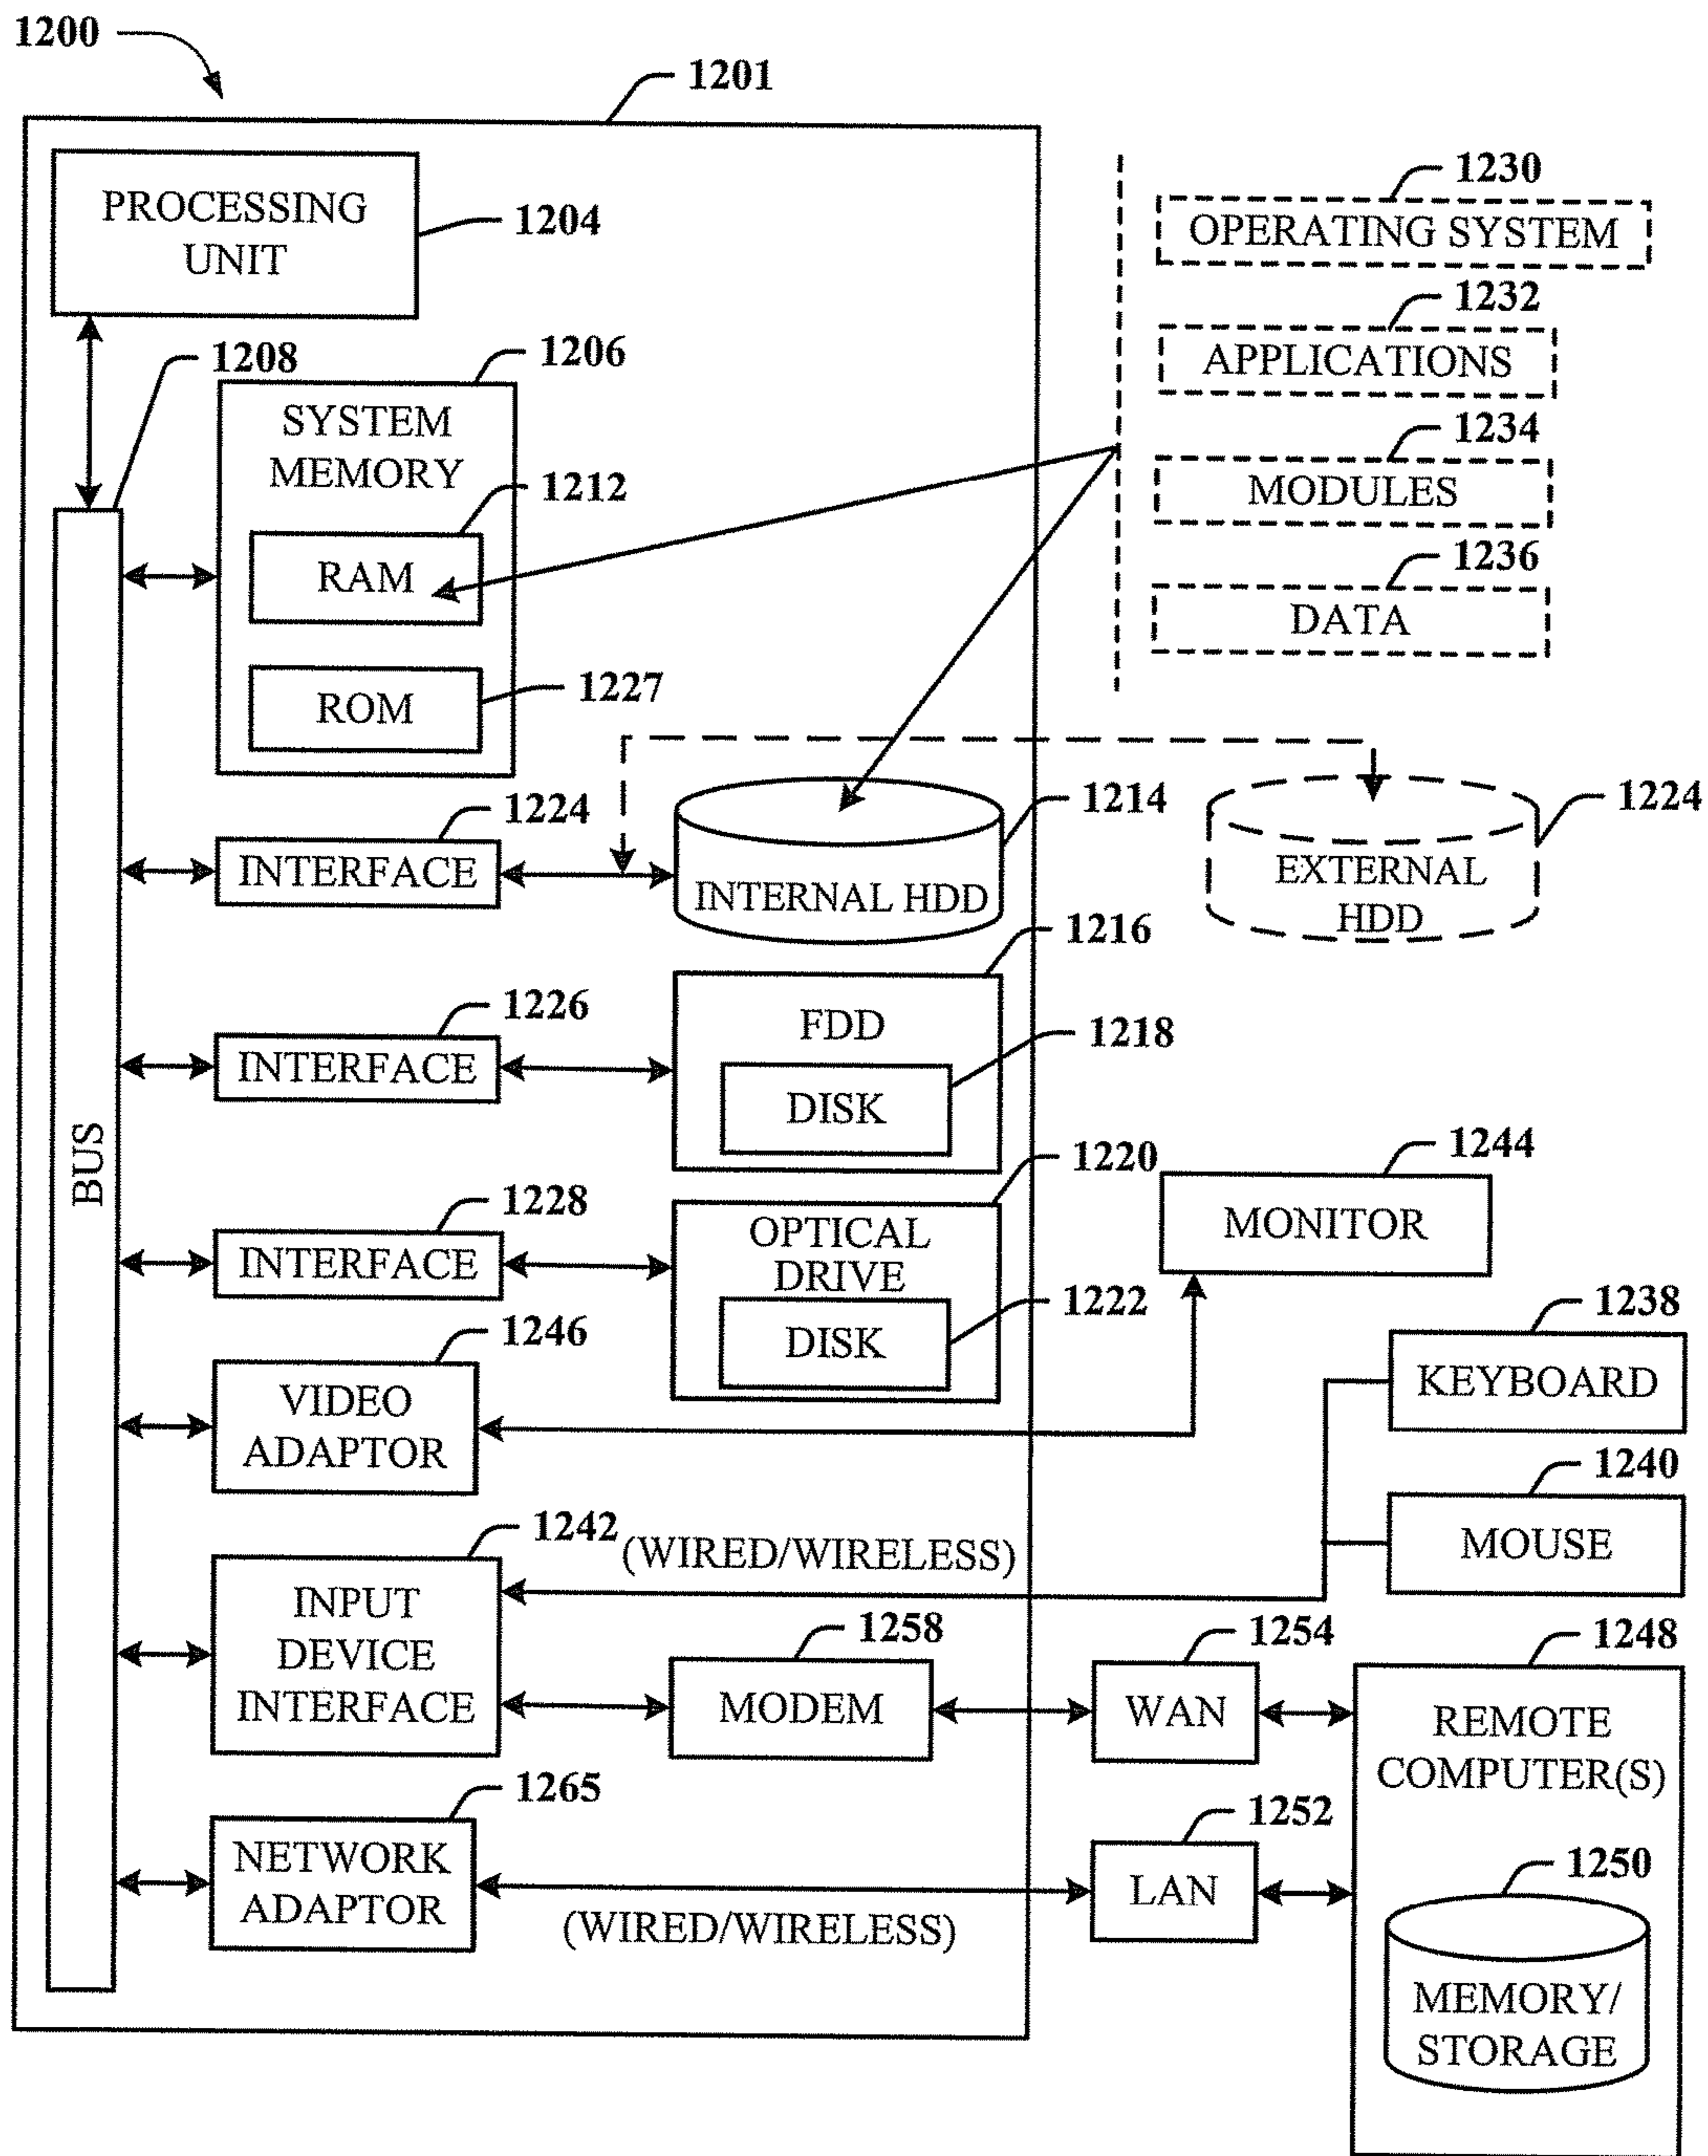 1200
1201
PROCESSING
UNIT
1204
1230
OPERATING SYSTEM
1232
APPLICATIONS
1234
MODULES
1236
DATA
1208
1206
SYSTEM
MEMORY
1212
RAM
1227
ROM
1224
INTERFACE
1214
INTERNAL HDD
1224
EXTERNAL
HDD
1216
FDD
1218
DISK
1226
INTERFACE
BUS
1220
OPTICAL
DRIVE
1222
DISK
1228
INTERFACE
1244
MONITOR
1238
KEYBOARD
1246
VIDEO
ADAPTOR
1240
MOUSE
1242
(WIRED/WIRELESS)
INPUT
DEVICE
INTERFACE
1258
MODEM
1254
WAN
1248
REMOTE
COMPUTER(S)
1265
NETWORK
ADAPTOR
(WIRED/WIRELESS)
1252
LAN
1250
MEMORY/
STORAGE